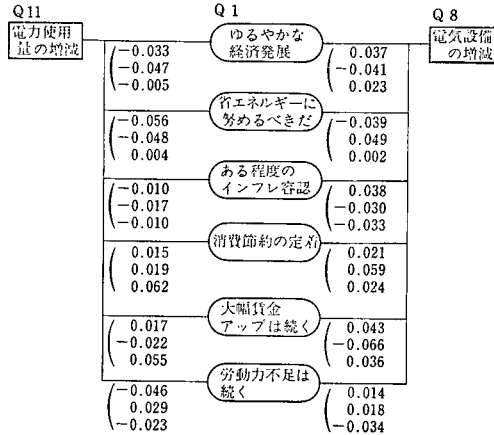 Q11
Q1
Q8
電力使用
量の増減
ゆるやかな
経済発展
電気設備
の増減
-0.033
-0.047
-0.005
0.037
-0.041
0.023
省エネルギーに
努めるべきだ
-0.056
-0.048
0.004
-0.039
0.049
0.002
ある程度の
インフレ容認
-0.010
-0.017
-0.010
0.038
-0.030
-0.033
消費節約の定着
0.015
0.019
0.062
0.021
0.059
0.024
大幅賃金
アップは続く
0.017
-0.022
0.055
0.043
-0.066
0.036
労働力不足は
続く
-0.046
0.029
-0.023
0.014
0.018
-0.034